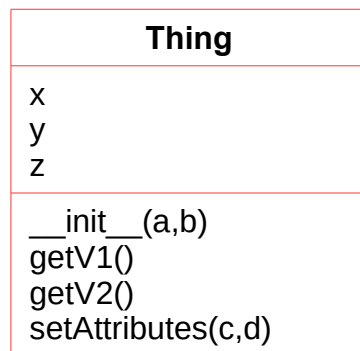 Thing
x
y
z
__init__(a,b)
getV1()
getV2()
setAttributes(c,d)